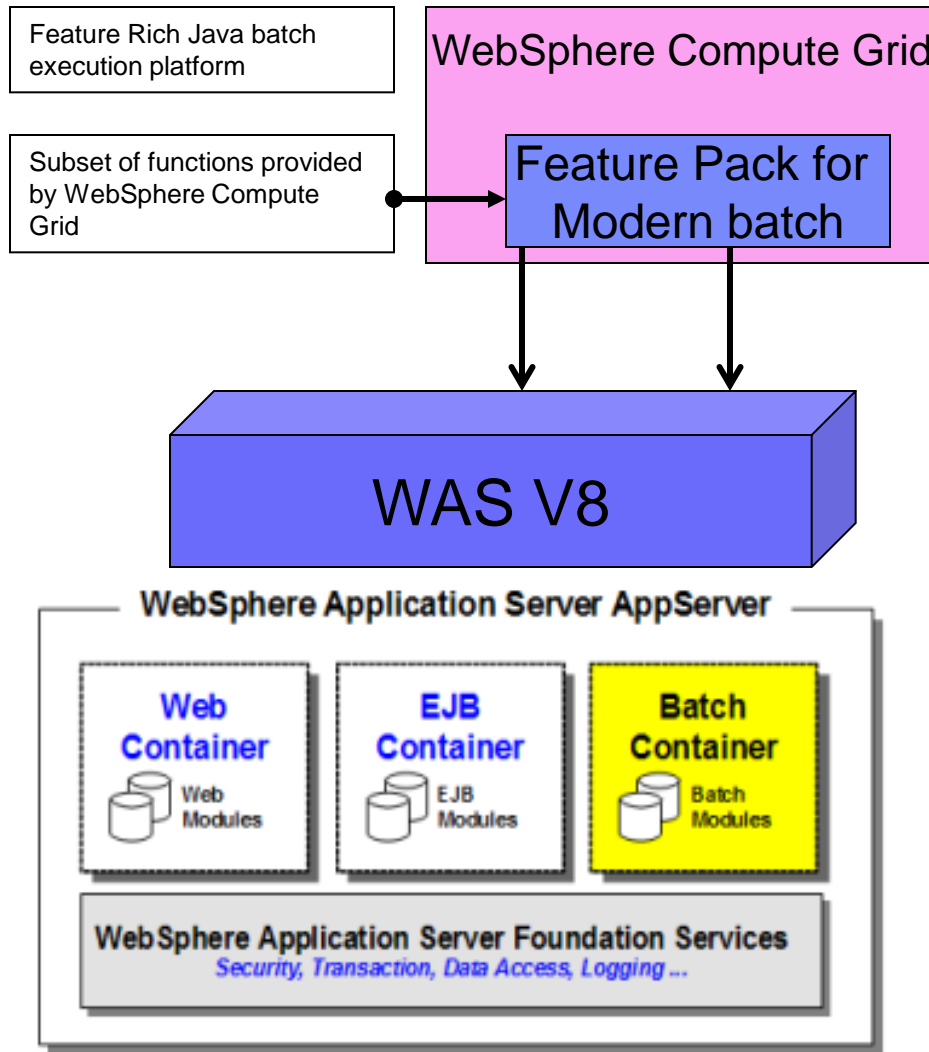 Feature Rich Java batch
execution platform
WebSphere Compute Grid
Subset of functions provided
by WebSphere Compute
Grid
Feature Pack for
Modern batch
WAS V8
WebSphere Application Server AppServer
Web
Container
Web
Modules
EJB
Container
EJB
Modules
Batch
Container
Batch
Modules
WebSphere Application Server Foundation Services
Security, Transaction, Data Access, Logging ...